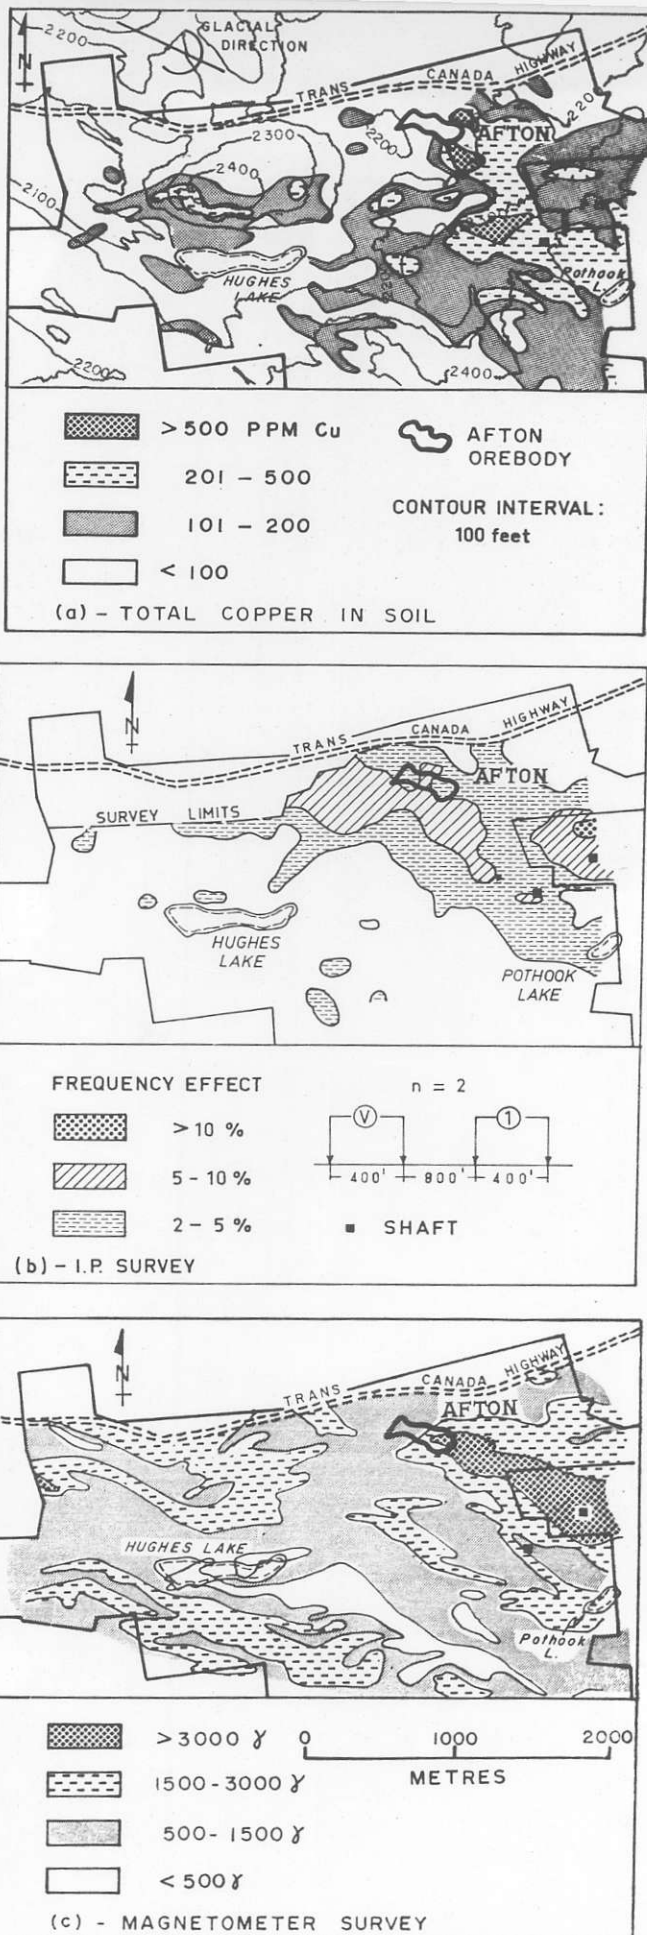 GLACIAL
DIRECTION
2200
N
TRANS CANADA HIGHWAY
220
2300
2200
AFTON
2400
2100
HUGHES
LAKE
2200
Pothook
L.
2200
2400
> 500 PPM Cu
201 - 500
101 - 200
< 100
AFTON
OREBODY
CONTOUR INTERVAL:
100 feet
(a) - TOTAL COPPER IN SOIL
N
TRANS CANADA HIGHWAY
AFTON
SURVEY LIMITS
HUGHES
LAKE
POTHOOK
LAKE
FREQUENCY EFFECT
> 10 %
5 - 10 %
2 - 5 %
n = 2
V
1
400' 800' 400'
SHAFT
(b) - I.P. SURVEY
N
TRANS CANADA HIGHWAY
AFTON
HUGHES LAKE
Pothook
L.
> 3000 γ
1500 - 3000 γ
500 - 1500 γ
< 500 γ
0 1000 2000
METRES
(c) - MAGNETOMETER SURVEY